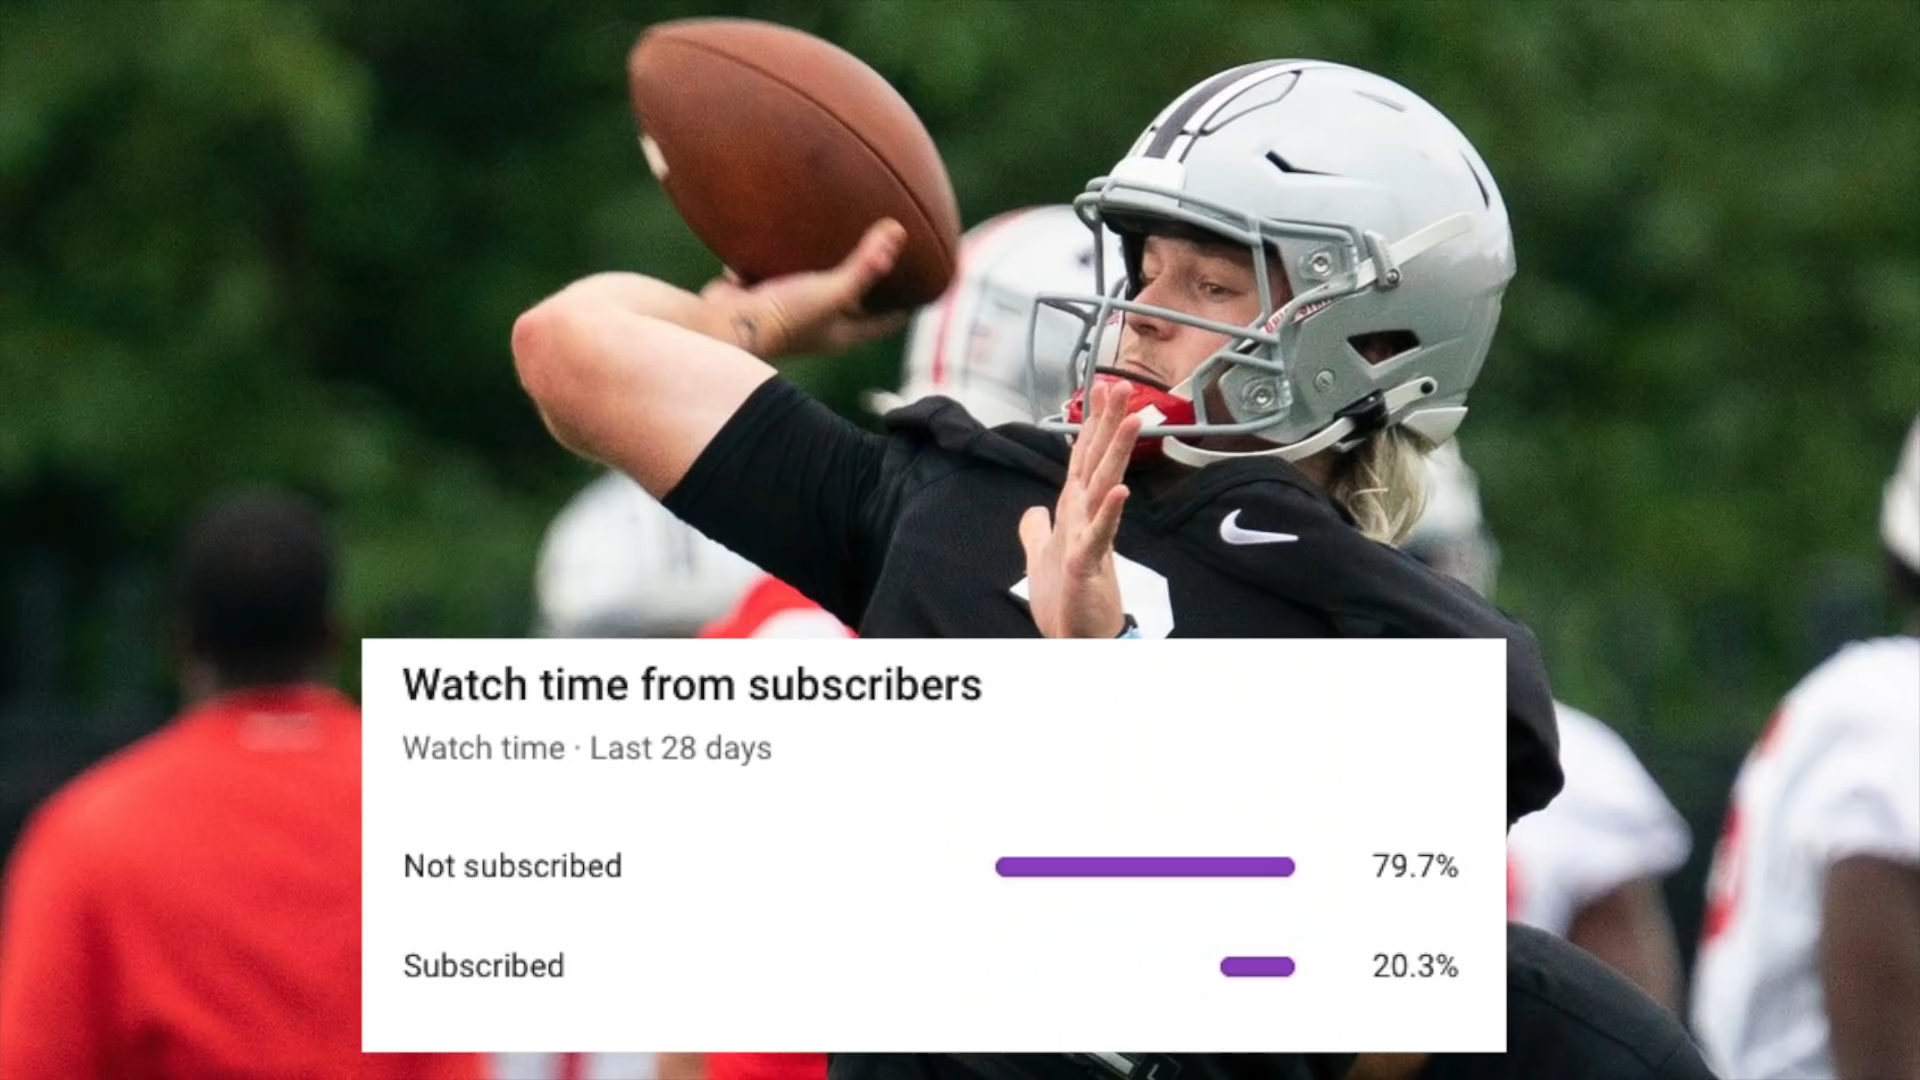 Watch time from subscribers
Watch time · Last 28 days
Not subscribed 79.7%
Subscribed 20.3%